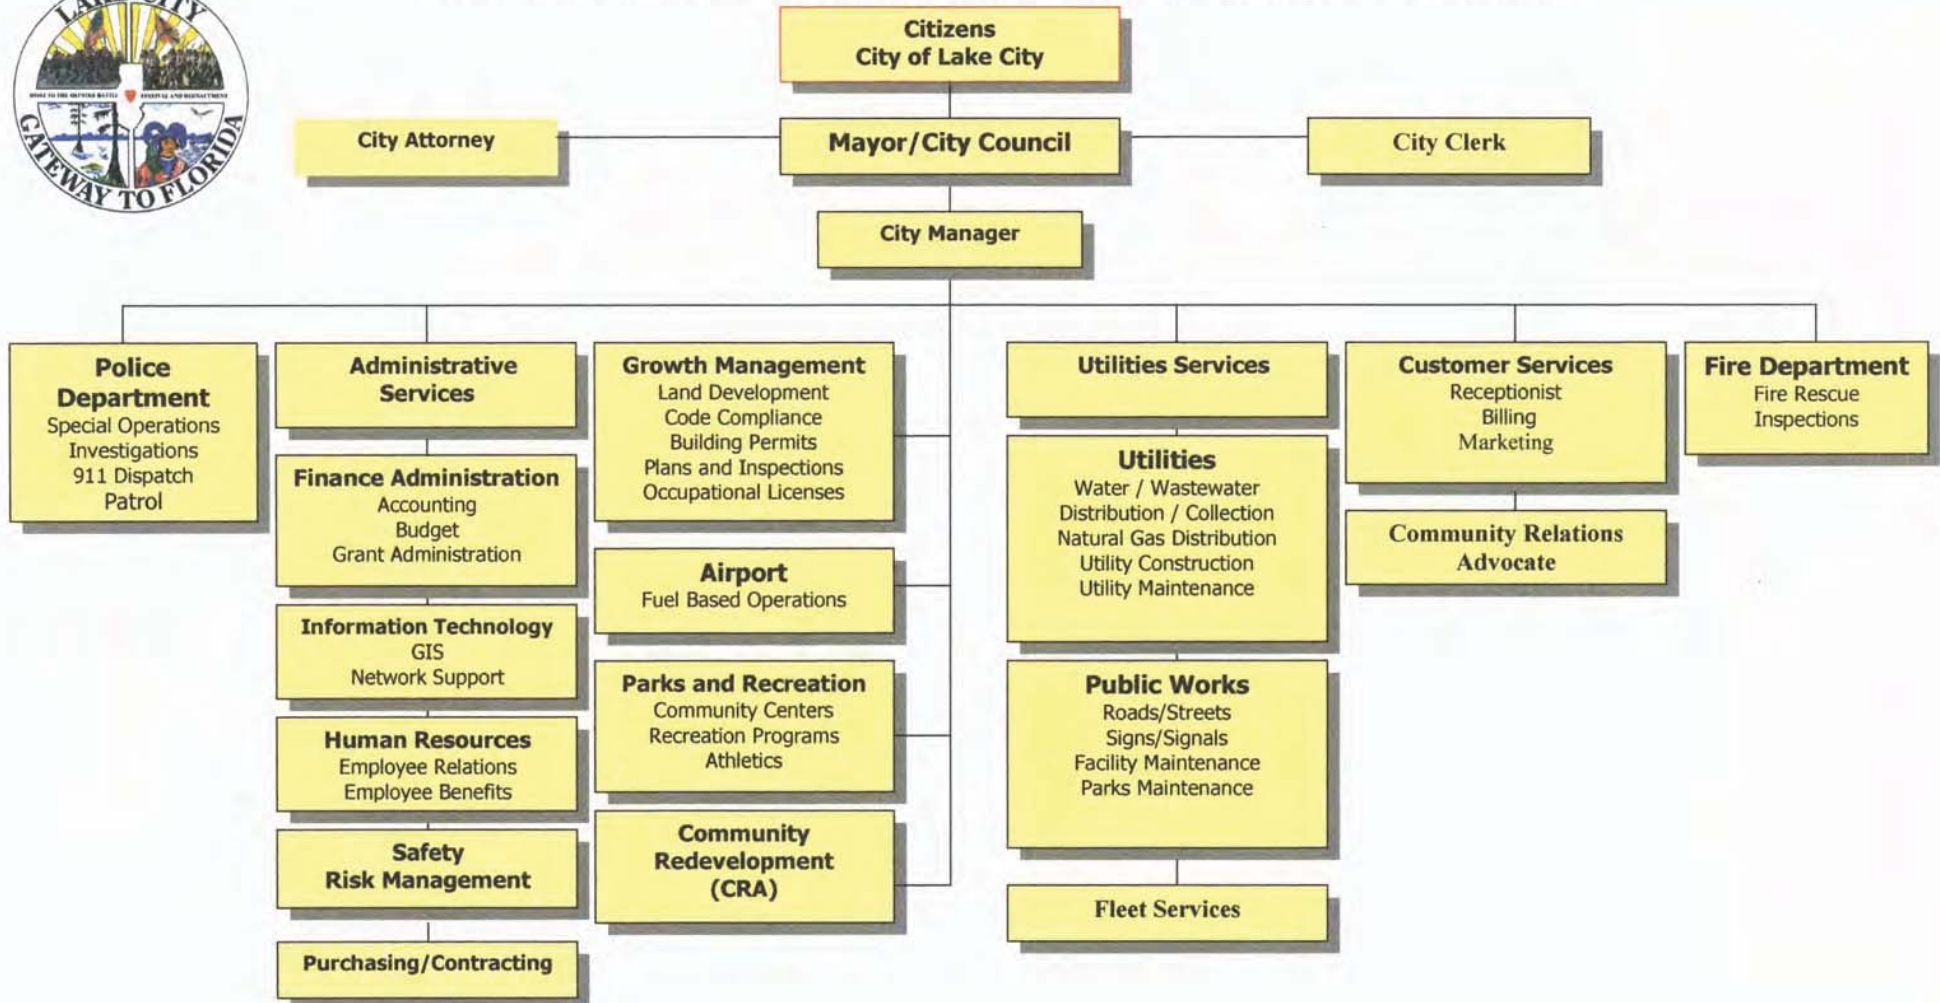 LAKE CITY
GATEWAY TO FLORIDA
Citizens
City of Lake City
City Attorney
Mayor/City Council
City Clerk
City Manager
Police
Department
Special Operations
Investigations
911 Dispatch
Patrol
Administrative
Services
Finance Administration
Accounting
Budget
Grant Administration
Information Technology
GIS
Network Support
Human Resources
Employee Relations
Employee Benefits
Safety
Risk Management
Purchasing/Contracting
Growth Management
Land Development
Code Compliance
Building Permits
Plans and Inspections
Occupational Licenses
Airport
Fuel Based Operations
Parks and Recreation
Community Centers
Recreation Programs
Athletics
Community
Redevelopment
(CRA)
Utilities Services
Utilities
Water / Wastewater
Distribution / Collection
Natural Gas Distribution
Utility Construction
Utility Maintenance
Public Works
Roads/Streets
Signs/Signals
Facility Maintenance
Parks Maintenance
Fleet Services
Customer Services
Receptionist
Billing
Marketing
Community Relations
Advocate
Fire Department
Fire Rescue
Inspections